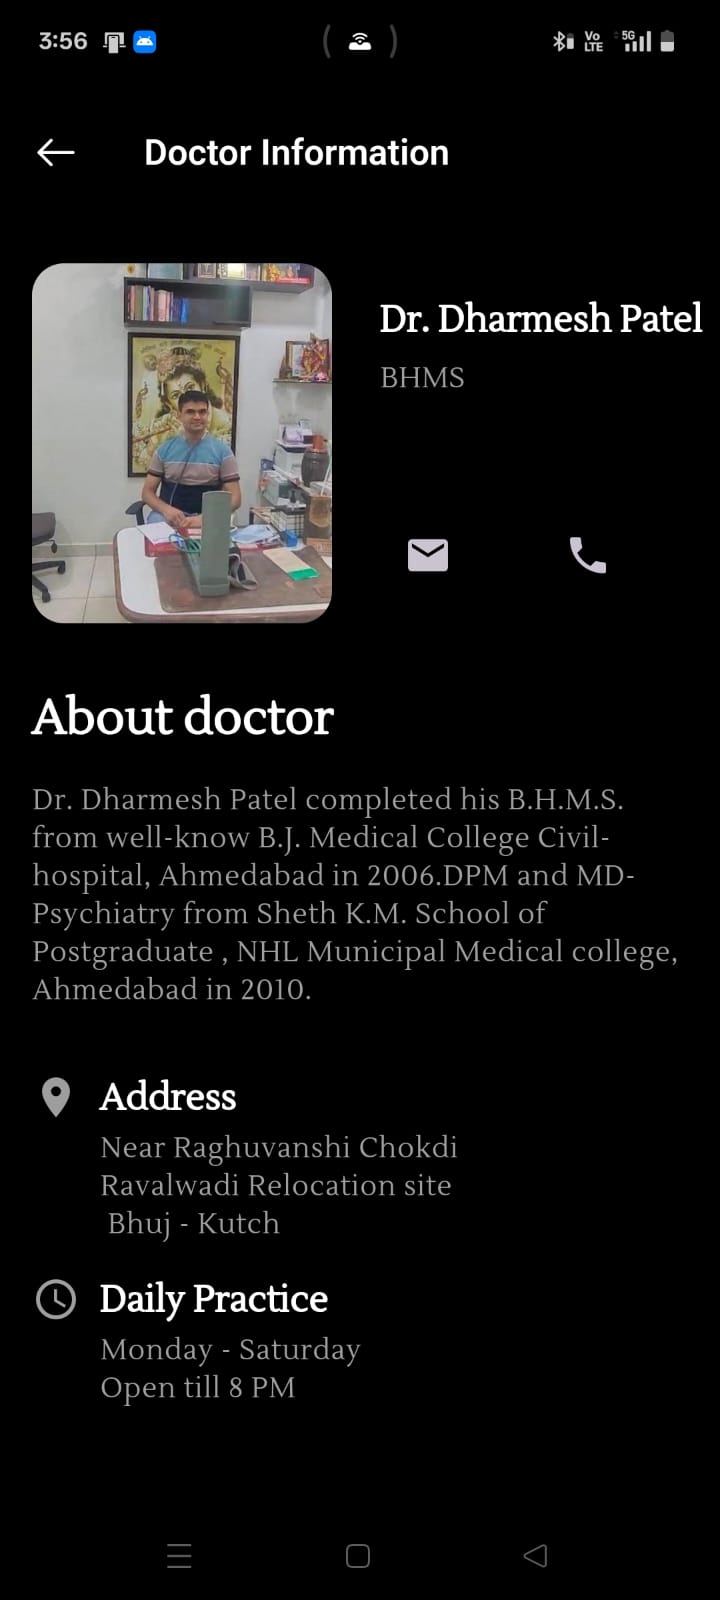 3:56
Vo
LTE
5G
Doctor Information
Dr. Dharmesh Patel
BHMS
About doctor
Dr. Dharmesh Patel completed his B.H.M.S.
from well-know B.J. Medical College Civil-
hospital, Ahmedabad in 2006.DPM and MD-
Psychiatry from Sheth K.M. School of
Postgraduate , NHL Municipal Medical college,
Ahmedabad in 2010.
Address
Near Raghuvanshi Chokdi
Ravalwadi Relocation site
Bhuj - Kutch
Daily Practice
Monday - Saturday
Open till 8 PM